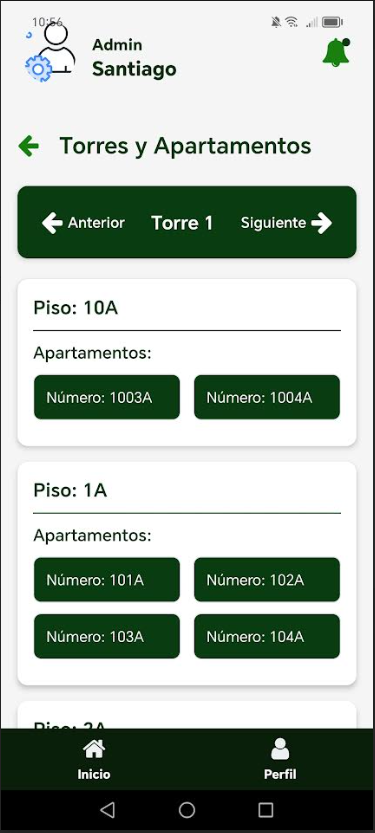 10:56
Admin
Santiago
Torres y Apartamentos
Anterior Torre 1 Siguiente
Piso: 10A
Apartamentos:
Número: 1003A Número: 1004A
Piso: 1A
Apartamentos:
Número: 101A Número: 102A
Número: 103A Número: 104A
Piso: 2A
Inicio Perfil